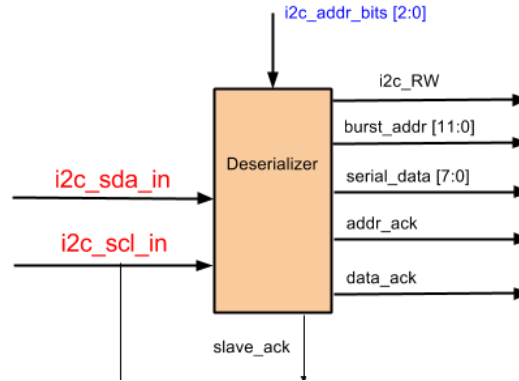 i2c_addr_bits [2:0]
i2c_RW
burst_addr [11:0]
Deserializer
i2c_sda_in
serial_data [7:0]
addr_ack
i2c_scl_in
data_ack
slave_ack